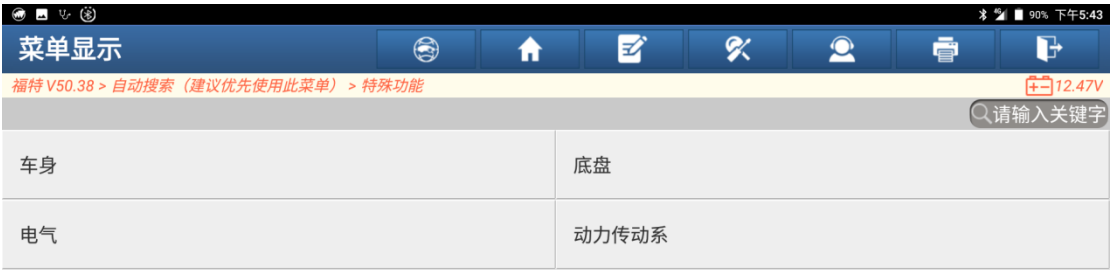 90% 下午5:43
菜单显示
福特 V50.38 > 自动搜索（建议优先使用此菜单） > 特殊功能 12.47V
请输入关键字
车身 底盘
电气 动力传动系